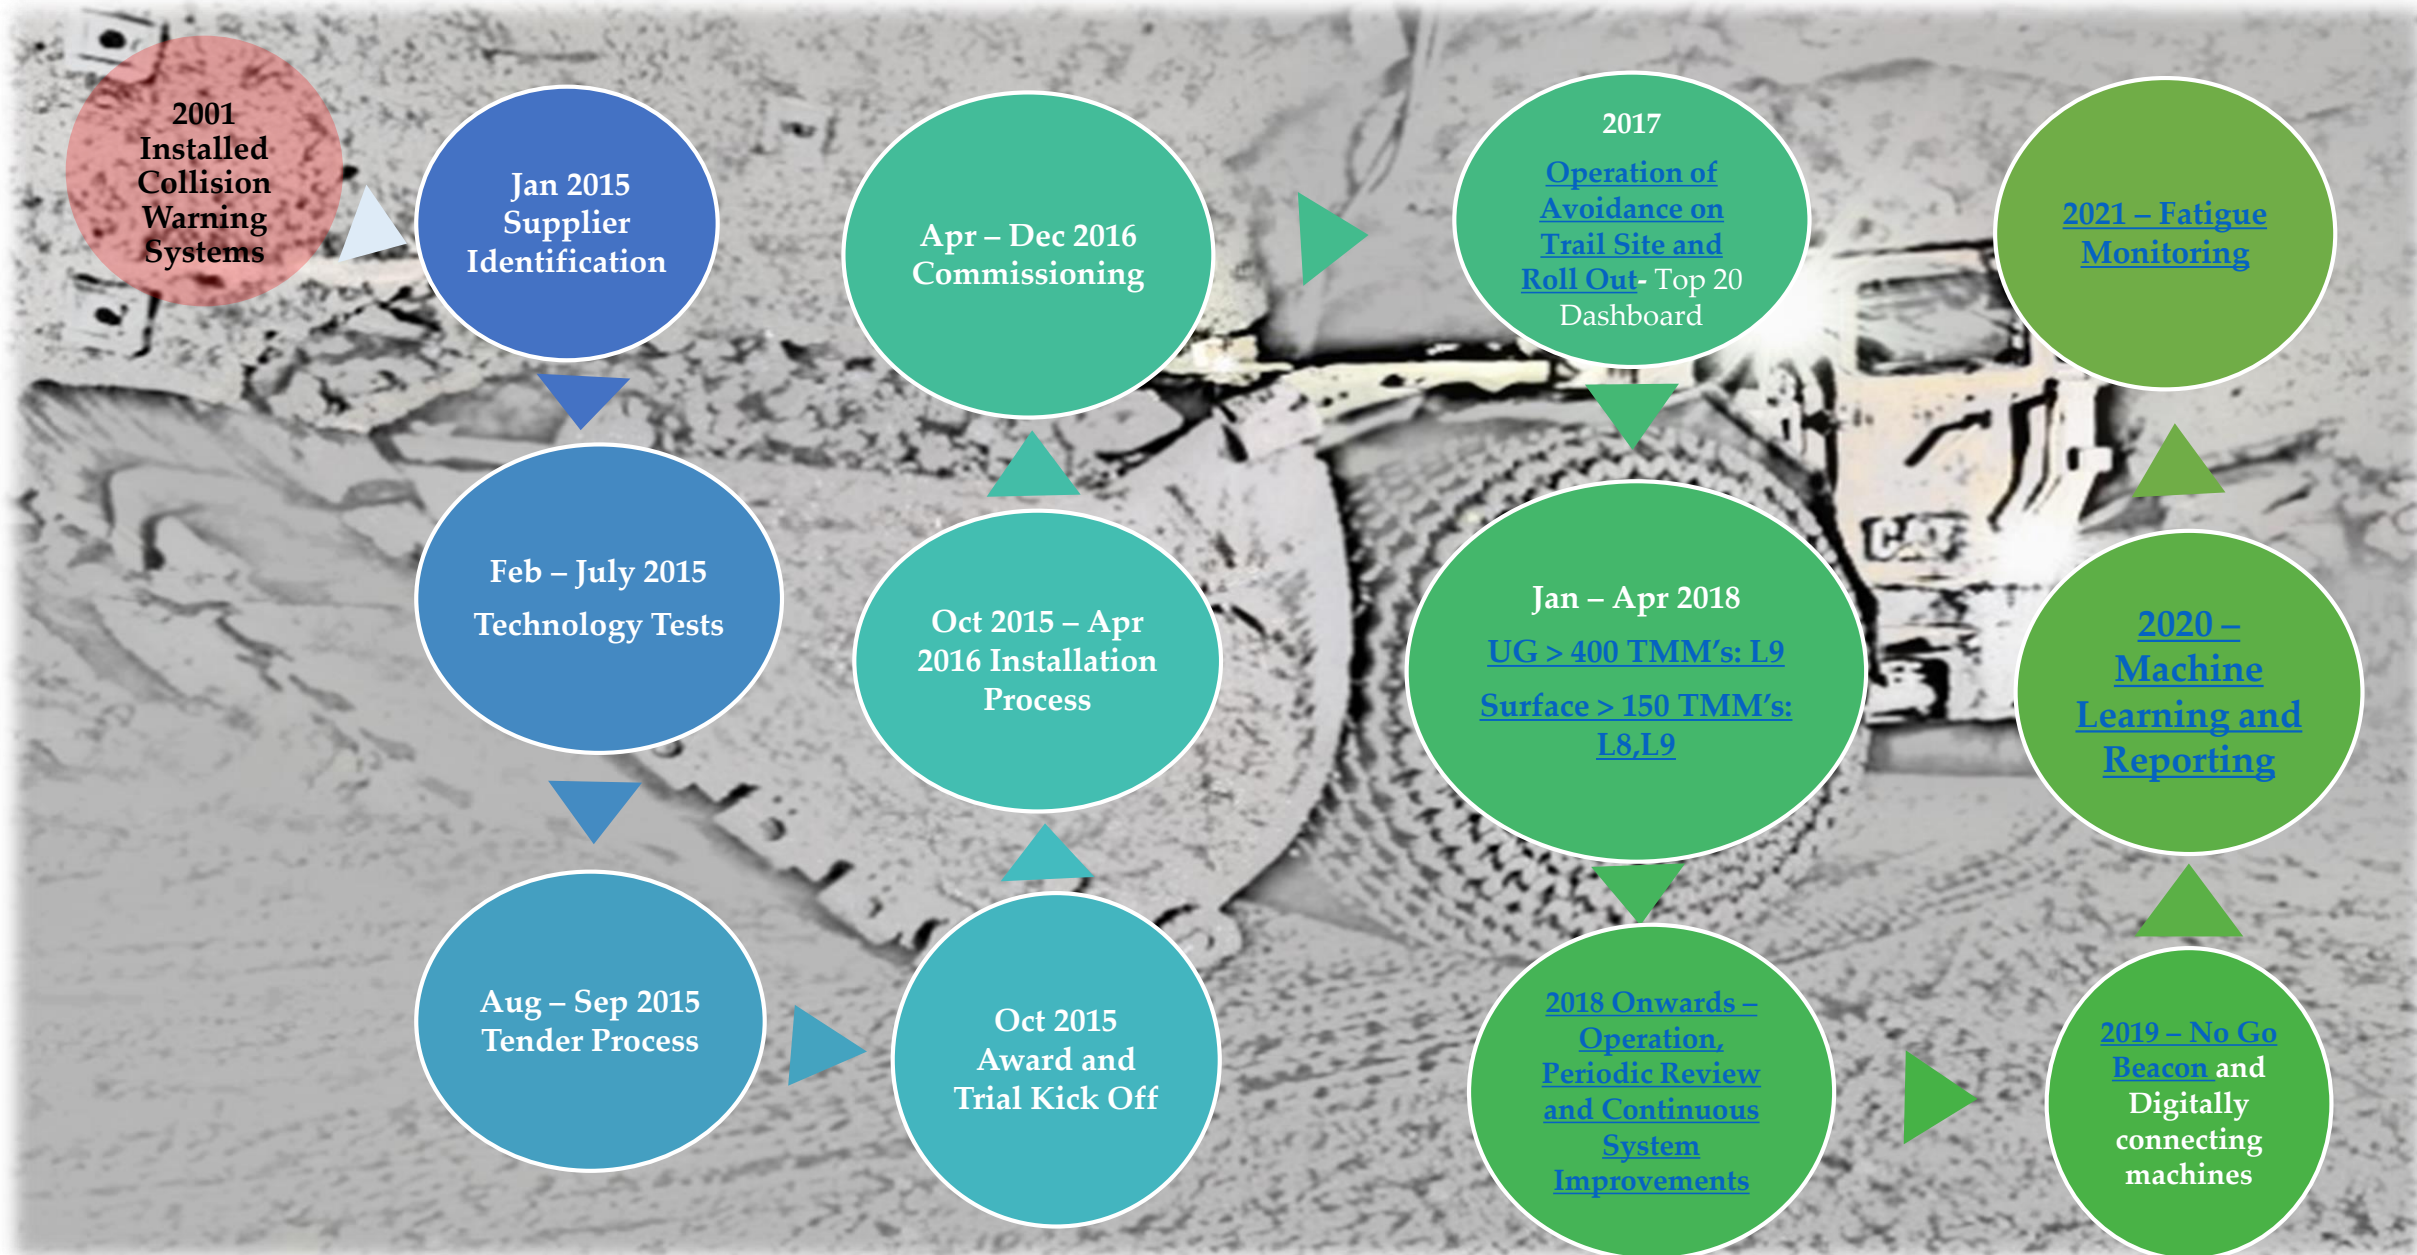 2001
Installed
Collision
Warning
Systems
Jan 2015
Supplier
Identification
Feb – July 2015
Technology Tests
Aug – Sep 2015
Tender Process
Oct 2015
Award and
Trial Kick Off
Oct 2015 – Apr
2016 Installation
Process
Apr – Dec 2016
Commissioning
2017
Operation of
Avoidance on
Trail Site and
Roll Out- Top 20
Dashboard
Jan – Apr 2018
UG > 400 TMM’s: L9
Surface > 150 TMM’s:
L8,L9
2018 Onwards –
Operation,
Periodic Review
and Continuous
System
Improvements
2019 – No Go
Beacon and
Digitally
connecting
machines
2020 –
Machine
Learning and
Reporting
2021 – Fatigue
Monitoring
CAT